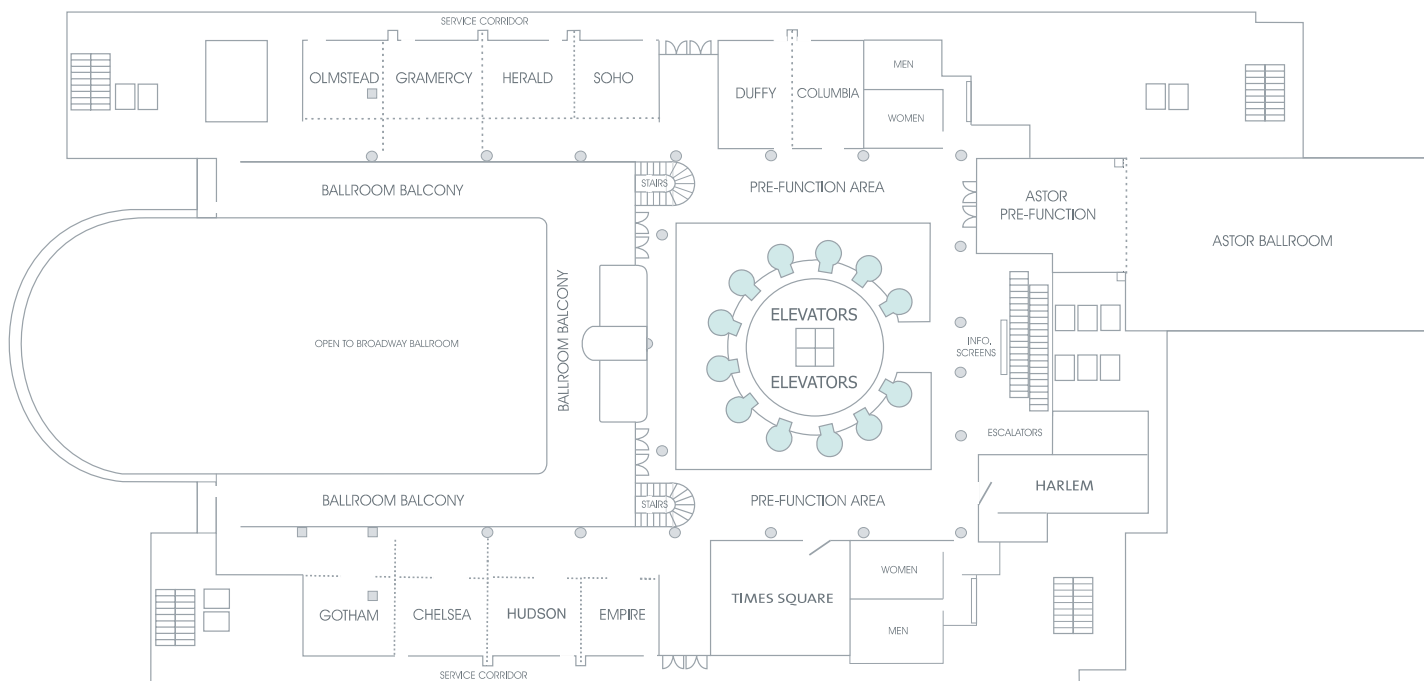 SERVICE CORRIDOR
OLMSTEAD
GRAMERCY
HERALD
SOHO
DUFFY
COLUMBIA
MEN
WOMEN
BALLROOM BALCONY
STAIRS
PRE-FUNCTION AREA
ASTOR
PRE-FUNCTION
ASTOR BALLROOM
ELEVATORS
ELEVATORS
OPEN TO BROADWAY BALLROOM
BALLROOM BALCONY
INFO.
SCREENS
ESCALATORS
HARLEM
BALLROOM BALCONY
STAIRS
PRE-FUNCTION AREA
GOTHAM
CHELSEA
HUDSON
EMPIRE
TIMES SQUARE
WOMEN
MEN
SERVICE CORRIDOR